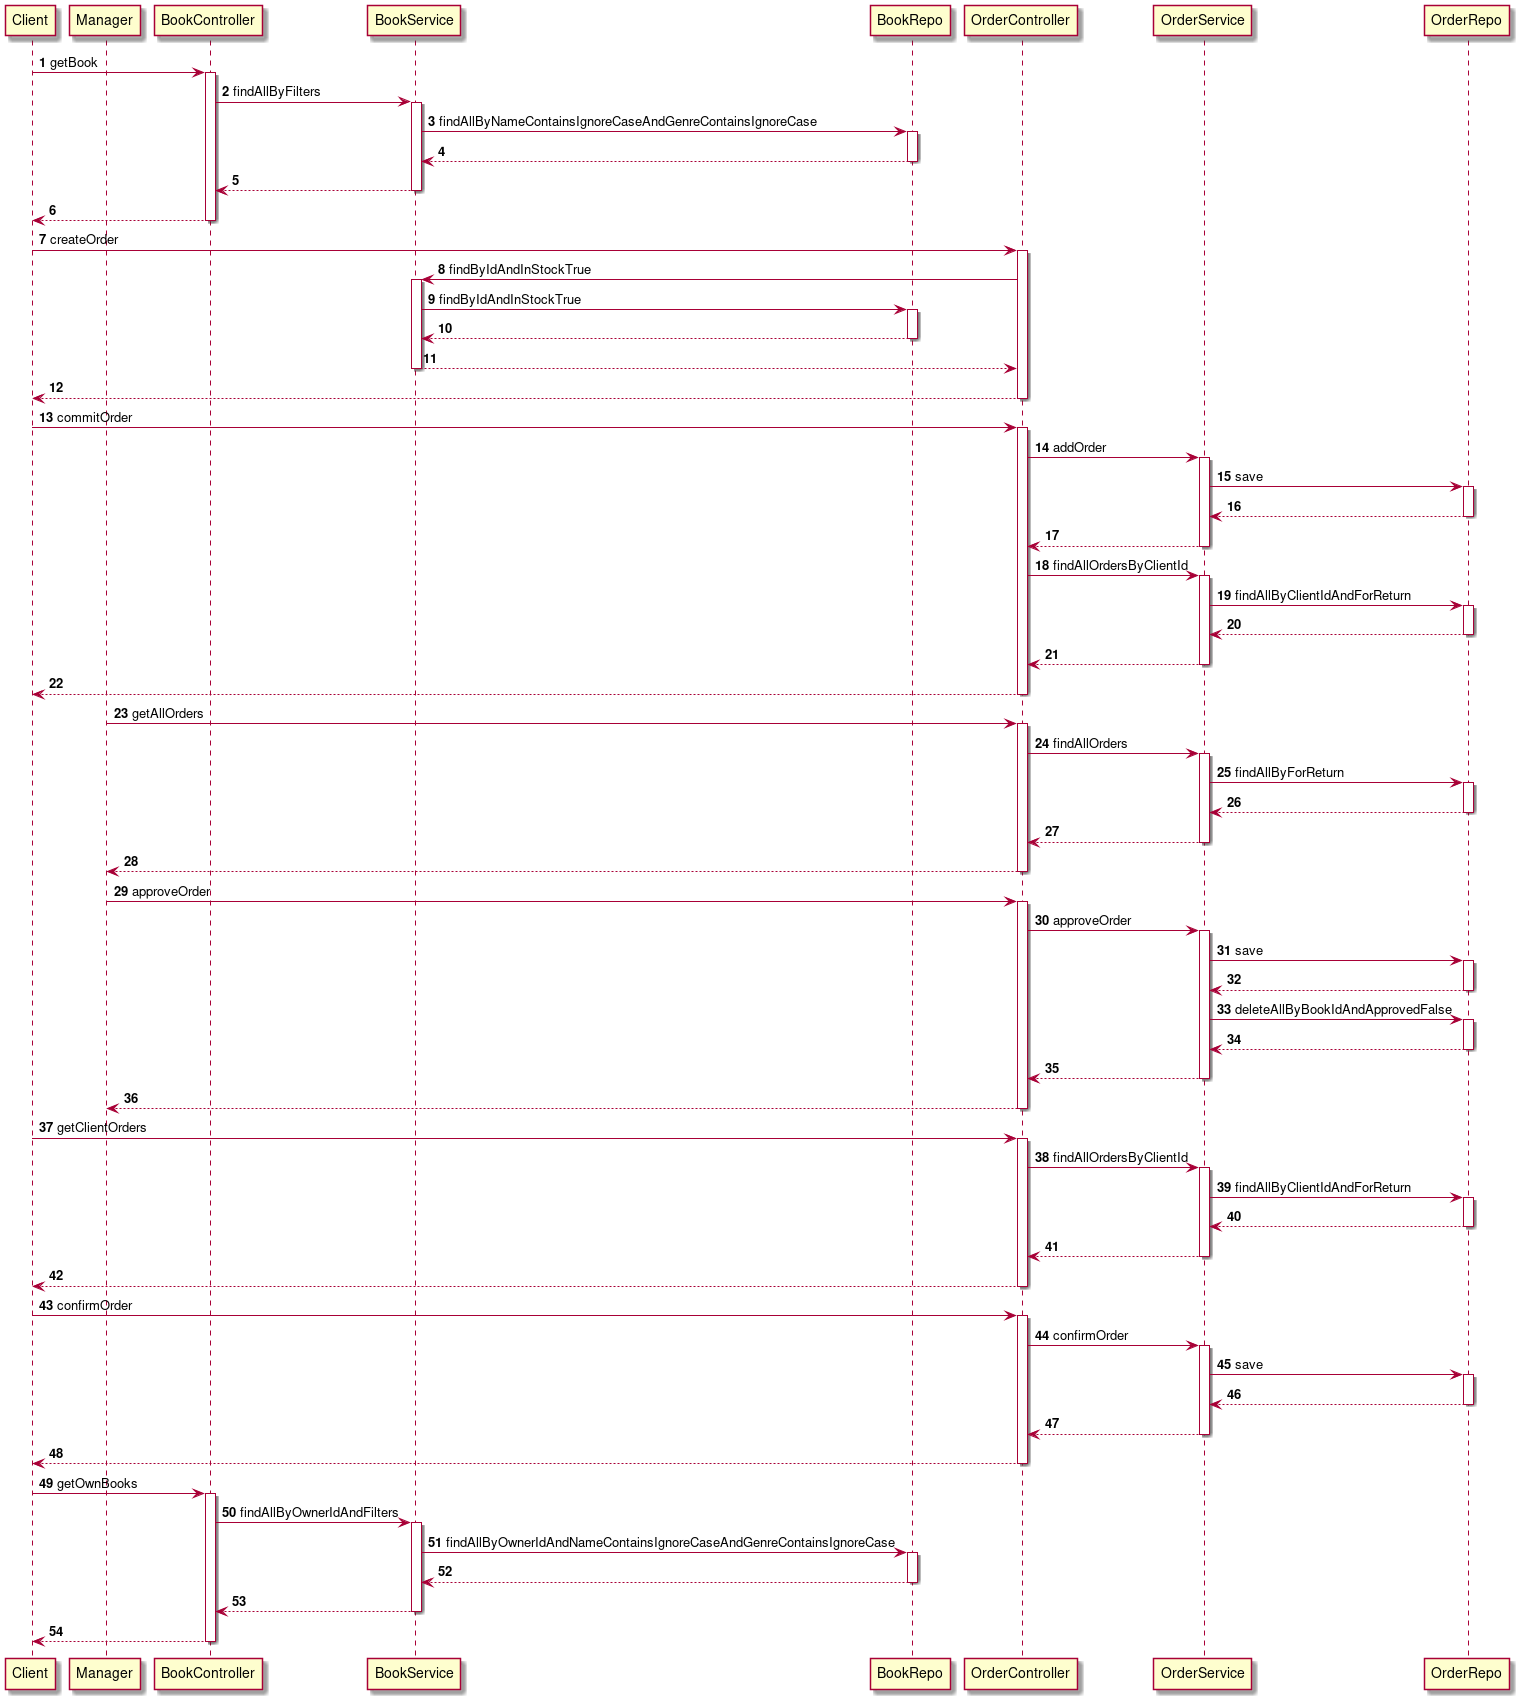 Client Manager BookController BookService BookRepo OrderController OrderService OrderRepo
1 getBook
2 findAllByFilters
3 findAllByNameContainsIgnoreCaseAndGenreContainsIgnoreCase
4
5
6
7 createOrder
8 findByIdAndInStockTrue
9 findByIdAndInStockTrue
10
11
12
13 commitOrder
14 addOrder
15 save
16
17
18 findAllOrdersByClientId
19 findAllByClientIdAndForReturn
20
21
22
23 getAllOrders
24 findAllOrders
25 findAllByForReturn
26
27
28
29 approveOrder
30 approveOrder
31 save
32
33 deleteAllByBookIdAndApprovedFalse
34
35
36
37 getClientOrders
38 findAllOrdersByClientId
39 findAllByClientIdAndForReturn
40
41
42
43 confirmOrder
44 confirmOrder
45 save
46
47
48
49 getOwnBooks
50 findAllByOwnerIdAndFilters
51 findAllByOwnerIdAndNameContainsIgnoreCaseAndGenreContainsIgnoreCase
52
53
54
Client Manager BookController BookService BookRepo OrderController OrderService OrderRepo